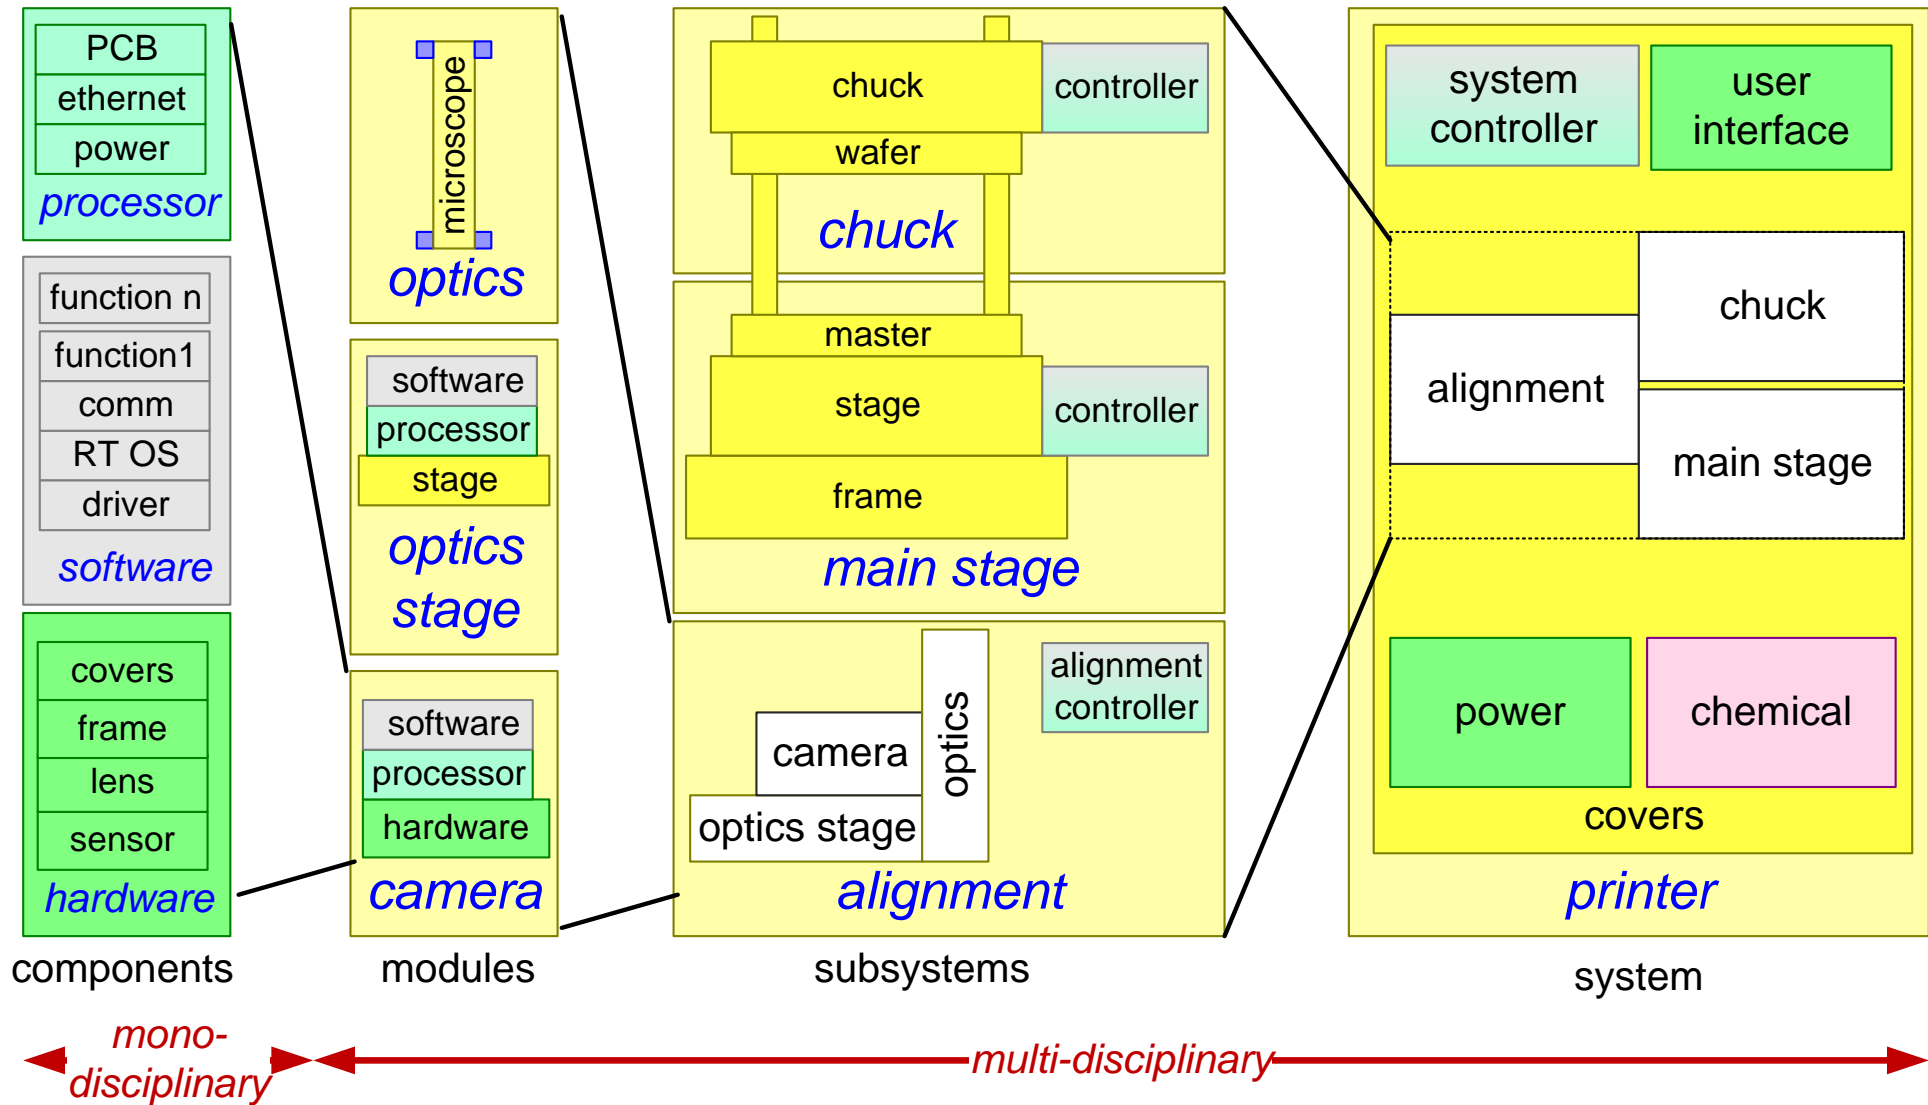 PCB
ethernet
power
processor
function n
function1
comm
RT OS
driver
software
covers
frame
lens
sensor
hardware
components
microscope
optics
software
processor
stage
optics
stage
software
processor
hardware
camera
modules
chuck
controller
wafer
chuck
master
stage
controller
frame
main stage
alignment
controller
camera
optics
optics stage
alignment
subsystems
system
controller
user
interface
chuck
alignment
main stage
power
chemical
covers
printer
system
mono-
disciplinary
multi-disciplinary